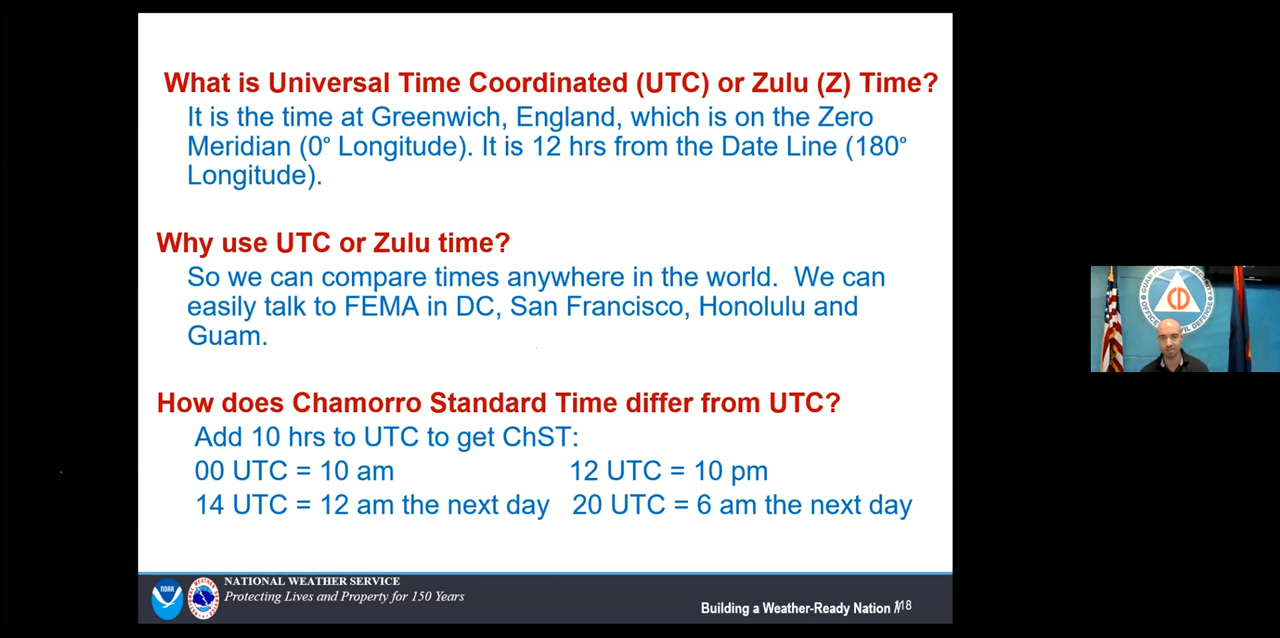 What is Universal Time Coordinated (UTC) or Zulu (Z) Time?
It is the time at Greenwich, England, which is on the Zero
Meridian (0° Longitude). It is 12 hrs from the Date Line (180°
Longitude).
Why use UTC or Zulu time?
So we can compare times anywhere in the world. We can
easily talk to FEMA in DC, San Francisco, Honolulu and
Guam.
How does Chamorro Standard Time differ from UTC?
Add 10 hrs to UTC to get ChST:
00 UTC = 10 am 12 UTC = 10 pm
14 UTC = 12 am the next day 20 UTC = 6 am the next day
NOAA
NATIONAL WEATHER SERVICE
Protecting Lives and Property for 150 Years
Building a Weather-Ready Nation // 18
CD